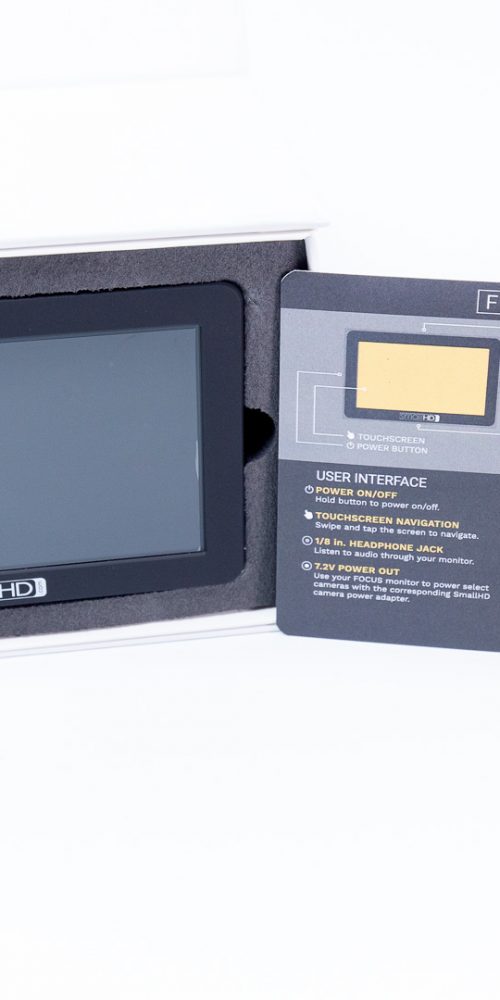 HD
F
smallHD
TOUCHSCREEN
POWER BUTTON
USER INTERFACE
POWER ON/OFF
Hold button to power on/off.
TOUCHSCREEN NAVIGATION
Swipe and tap the screen to navigate.
1/8 in. HEADPHONE JACK
Listen to audio through your monitor.
7.2V POWER OUT
Use your FOCUS monitor to power select
cameras with the corresponding SmallHD
camera power adapter.